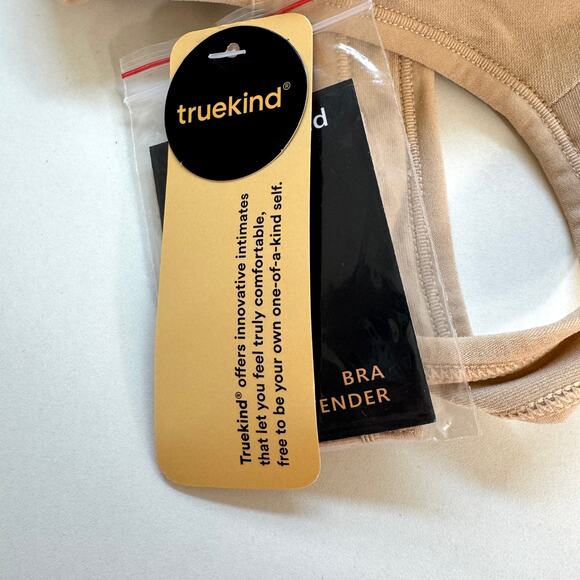 truekind®
Truekind® offers innovative intimates
that let you feel truly comfortable,
free to be your own one-of-a-kind self.
d
BRA
ENDER